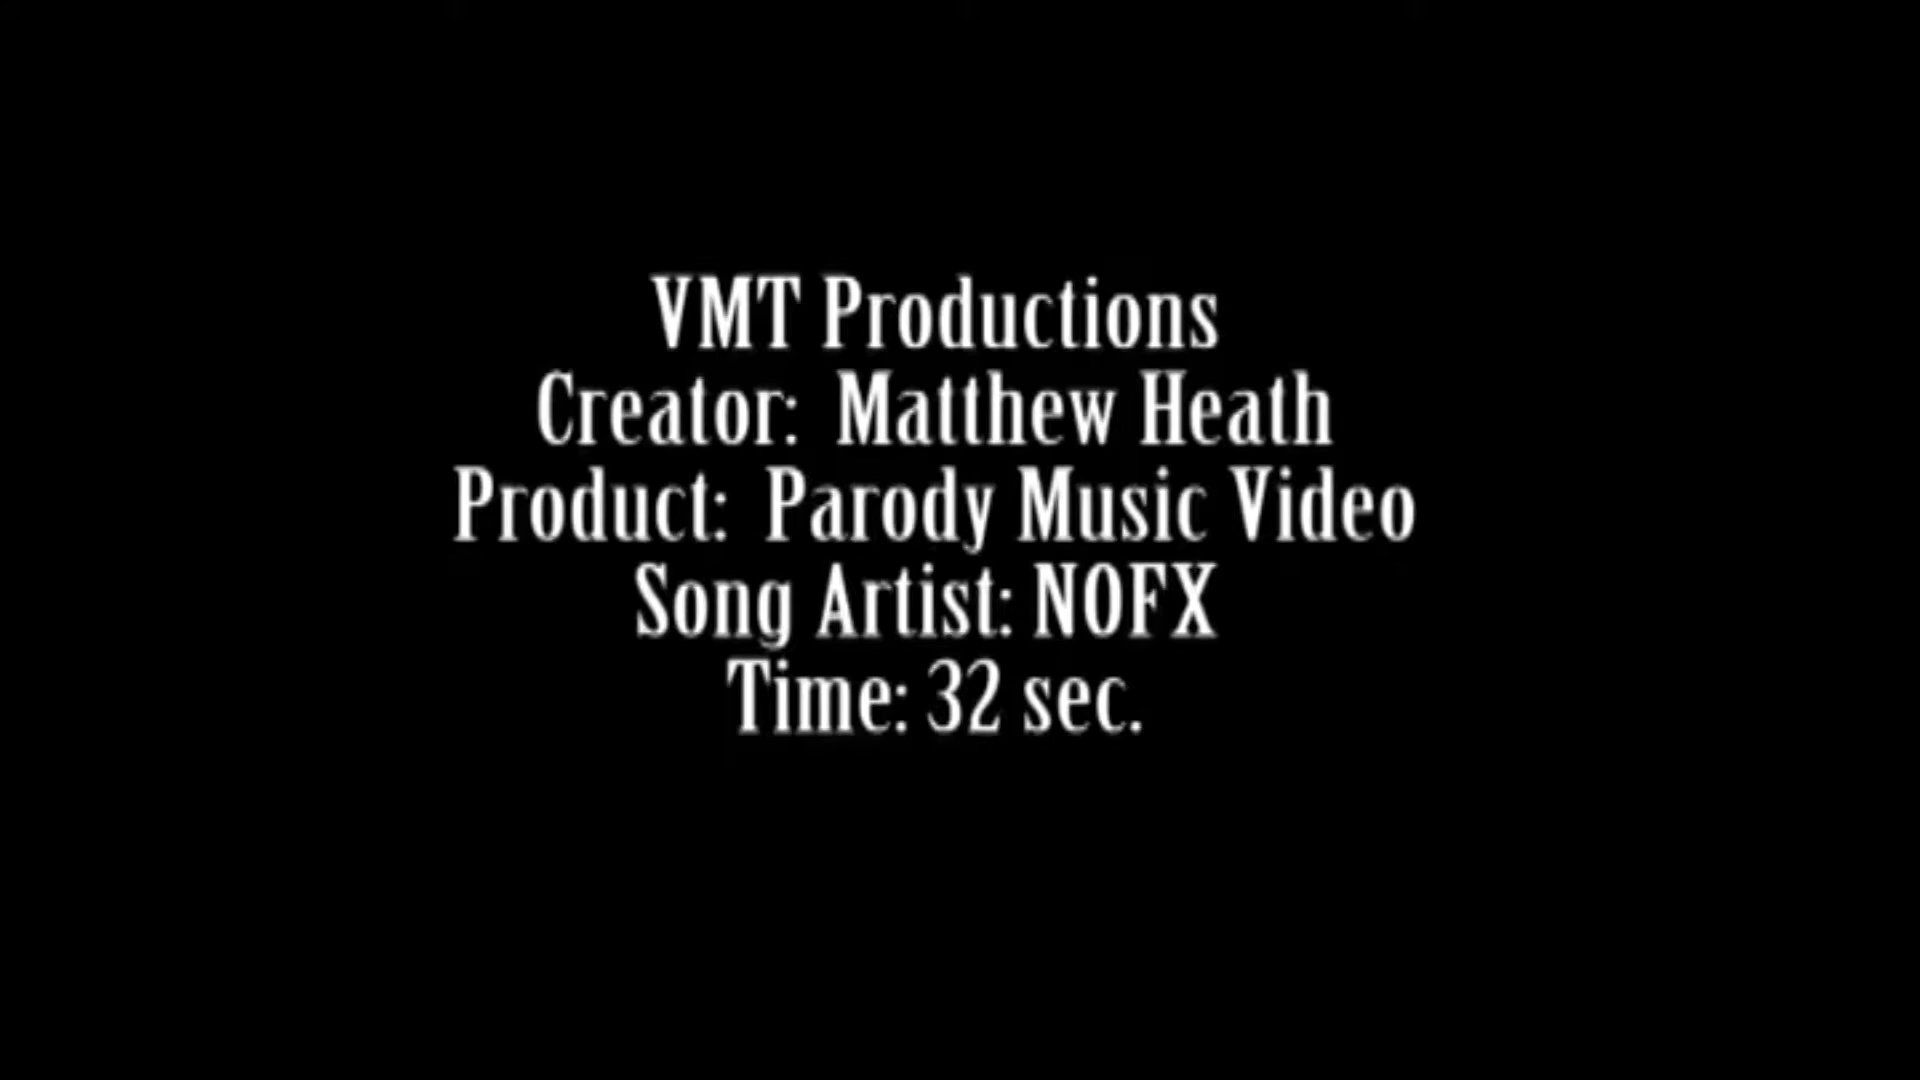 VMT Productions
Creator: Matthew Heath
Product: Parody Music Video
Song Artist: NOFX
Time: 32 sec.